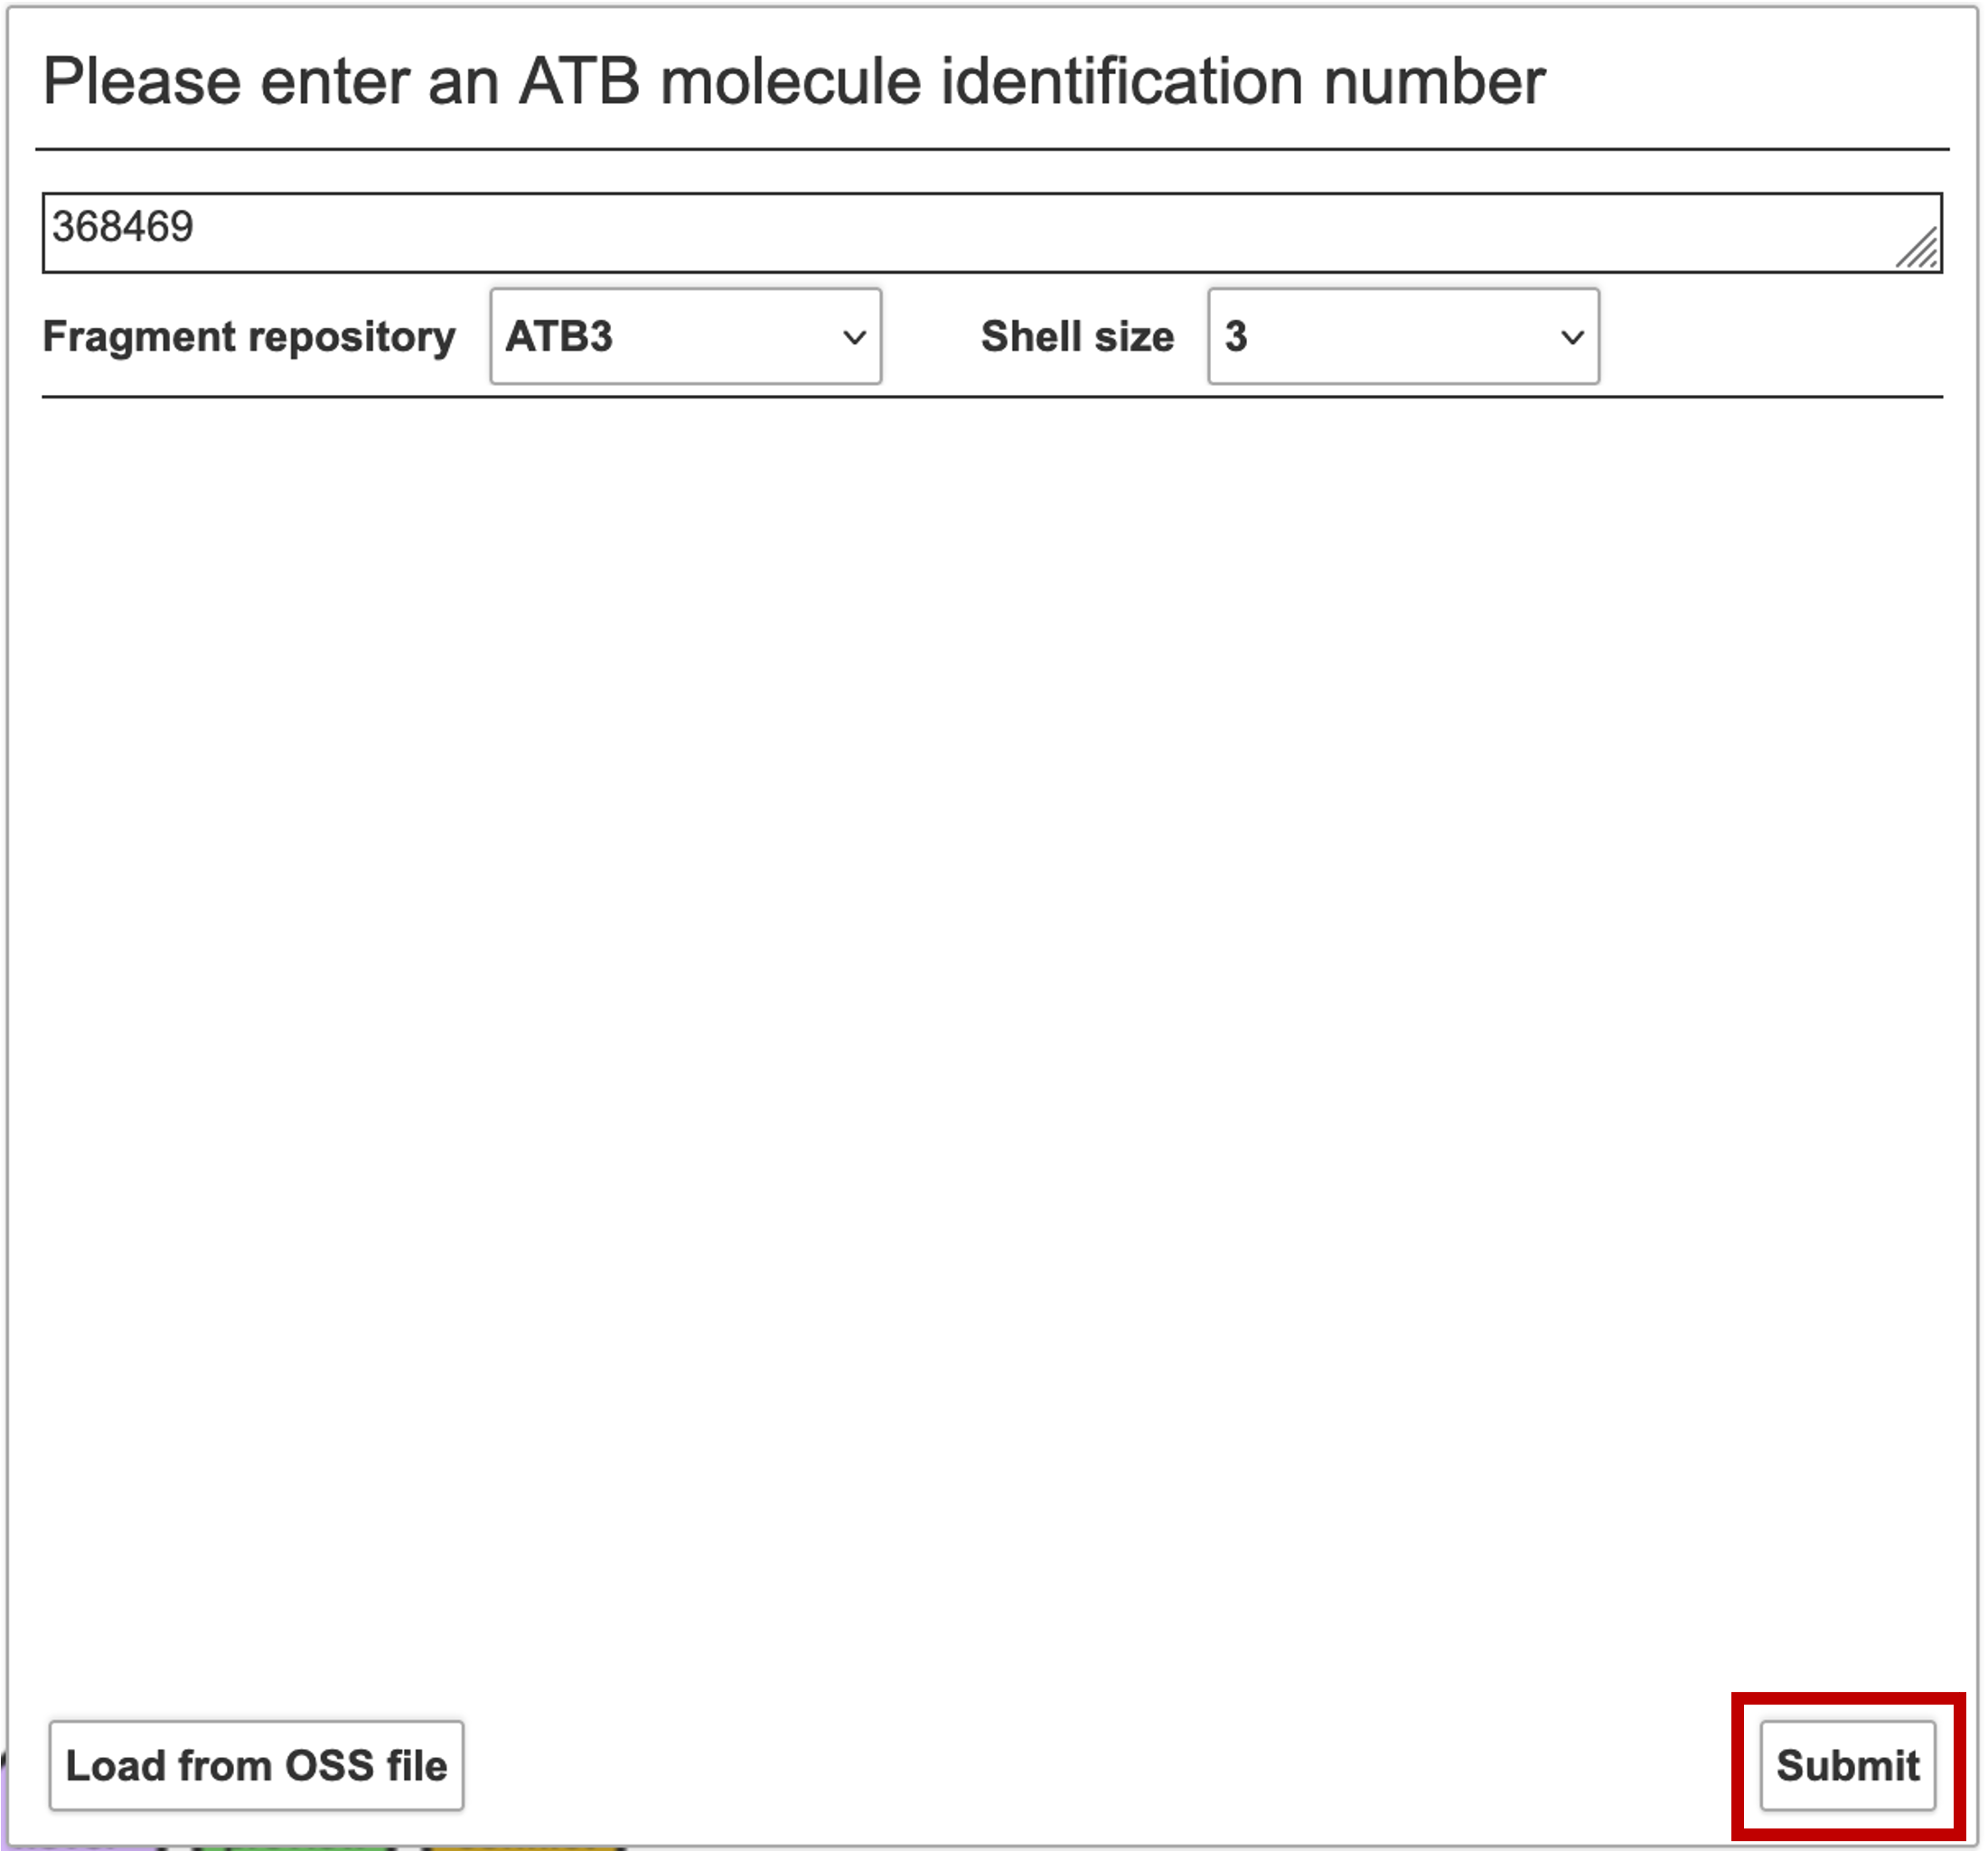 Please enter an ATB molecule identification number
368469
Fragment repository ATB3 Shell size 3
Load from OSS file Submit